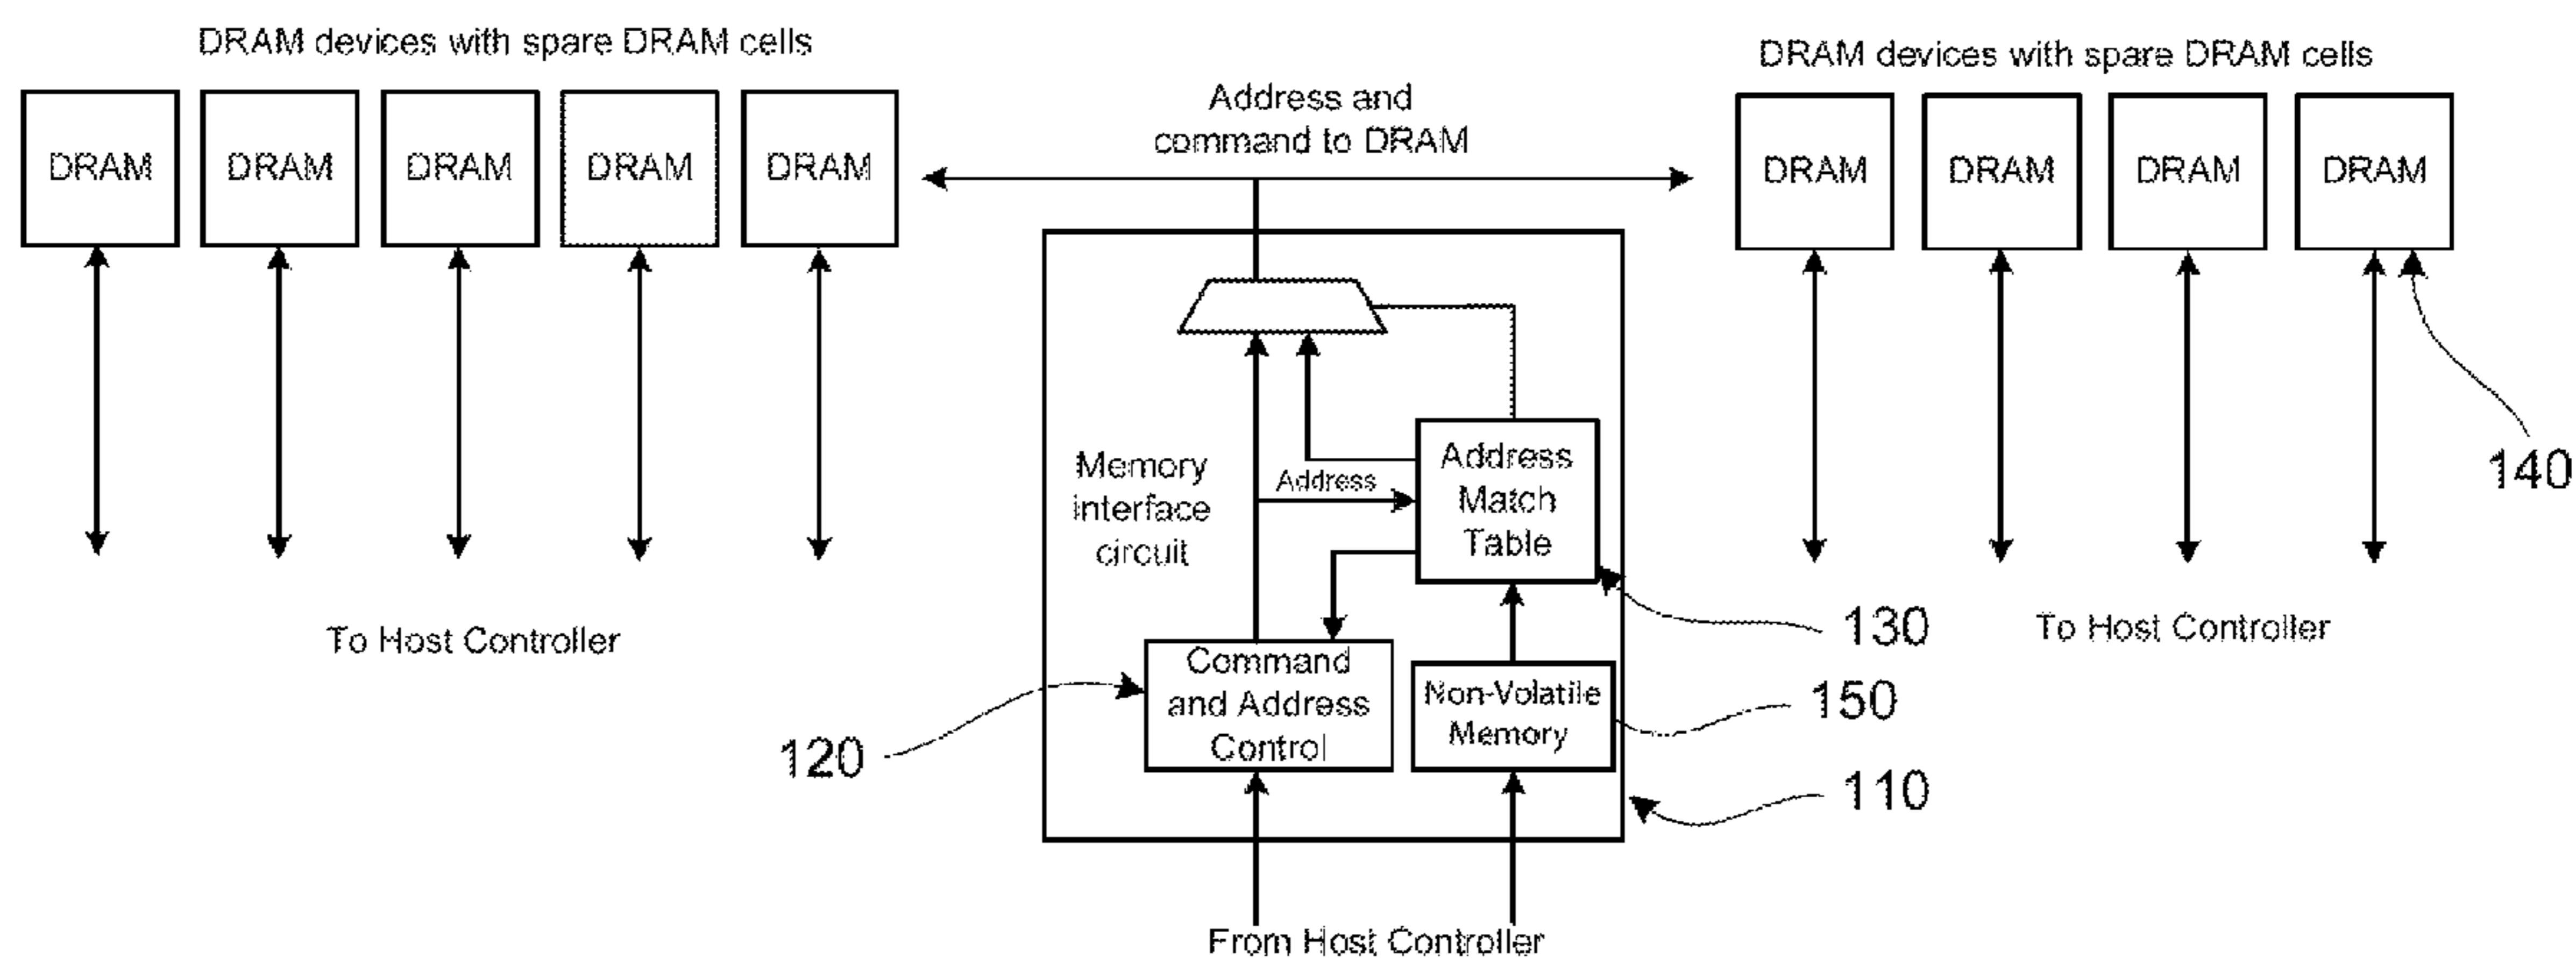 DRAM devices with spare DRAM cells
DRAM devices with spare DRAM cells
Address and
command to DRAM
DRAM
DRAM
DRAM
DRAM
DRAM
DRAM
DRAM
DRAM
DRAM
140
Memory
interface
circuit
Address
Address
Match
Table
130
To Host Controller
To Host Controller
Command
and Address
Control
Non-Volatile
Memory
150
120
110
From Host Controller